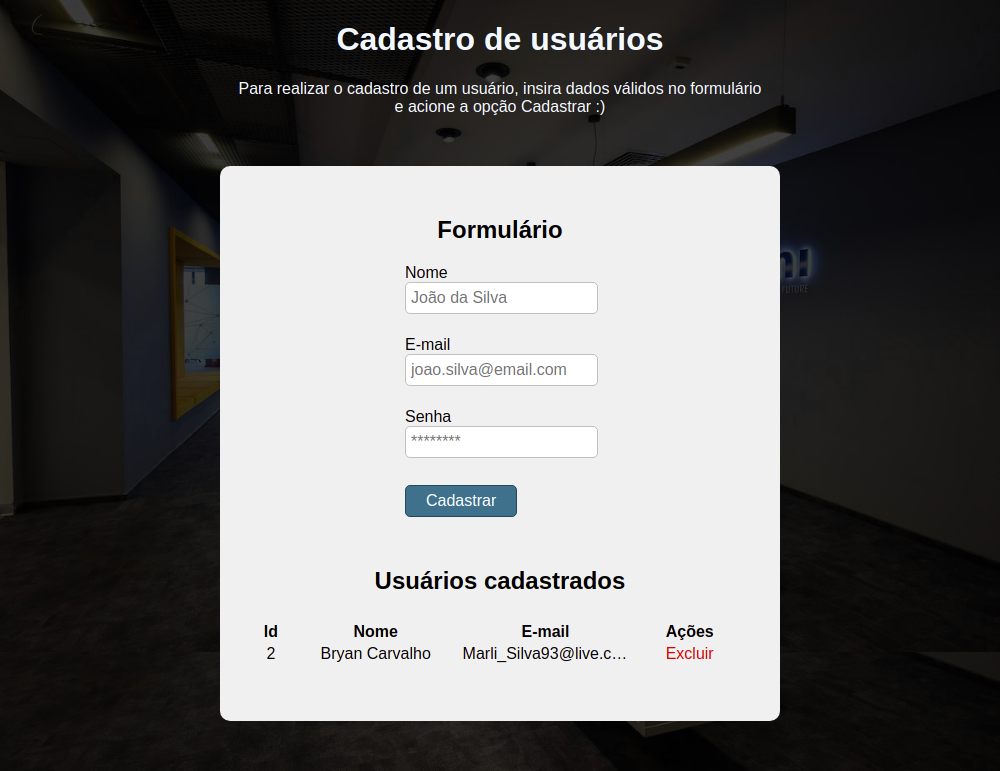 Cadastro de usuários
Para realizar o cadastro de um usuário, insira dados válidos no formulário
e acione a opção Cadastrar :)
Formulário
Nome
João da Silva
E-mail
joao.silva@email.com
Senha
********
Cadastrar
Usuários cadastrados
Id Nome E-mail Ações
2 Bryan Carvalho Marli_Silva93@live.c… Excluir